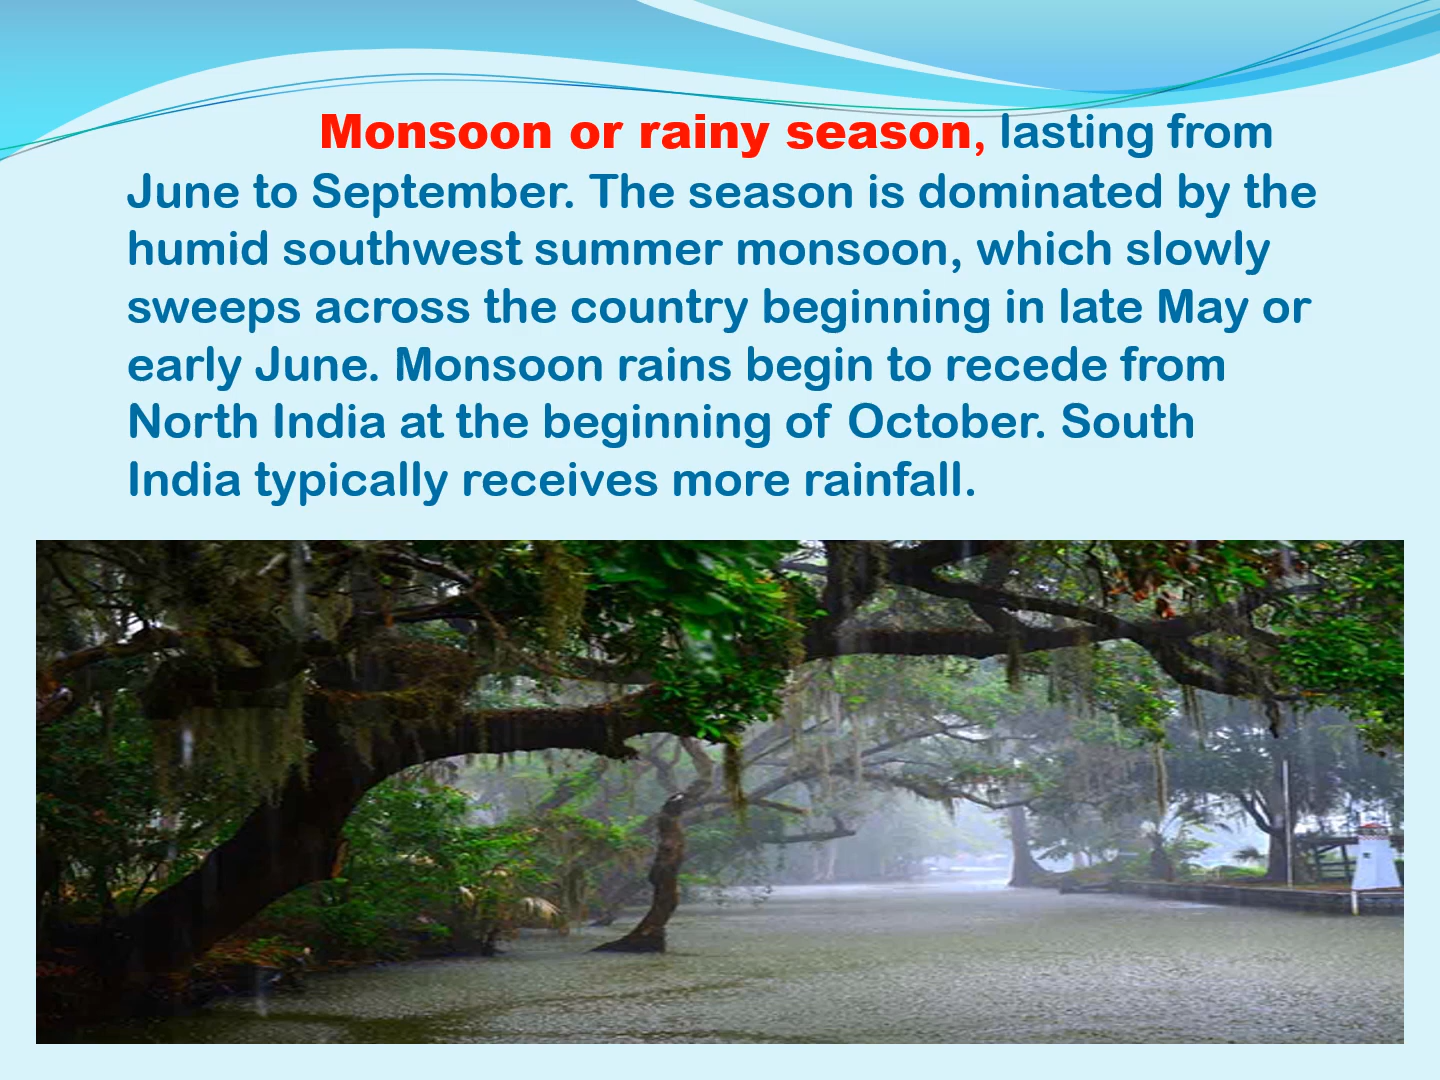 Monsoon or rainy season, lasting from
June to September. The season is dominated by the
humid southwest summer monsoon, which slowly
sweeps across the country beginning in late May or
early June. Monsoon rains begin to recede from
North India at the beginning of October. South
India typically receives more rainfall.